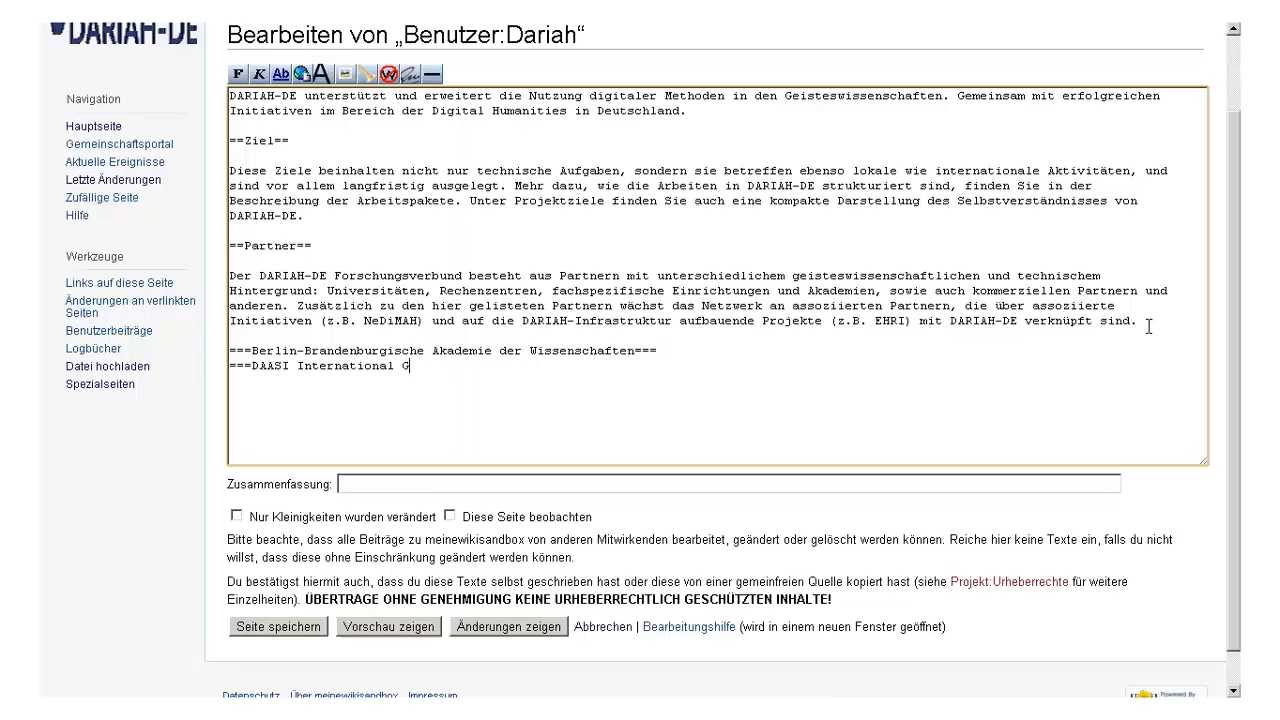 DARIAH-DE
Bearbeiten von „Benutzer:Dariah“
F K Ab A W
Navigation
Hauptseite
Gemeinschaftsportal
Aktuelle Ereignisse
Letzte Änderungen
Zufällige Seite
Hilfe
Werkzeuge
Links auf diese Seite
Änderungen an verlinkten
Seiten
Benutzerbeiträge
Logbücher
Datei hochladen
Spezialseiten
DARIAH-DE unterstützt und erweitert die Nutzung digitaler Methoden in den Geisteswissenschaften. Gemeinsam mit erfolgreichen
Initiativen im Bereich der Digital Humanities in Deutschland.
==Ziel==
Diese Ziele beinhalten nicht nur technische Aufgaben, sondern sie betreffen ebenso lokale wie internationale Aktivitäten, und
sind vor allem langfristig ausgelegt. Mehr dazu, wie die Arbeiten in DARIAH-DE strukturiert sind, finden Sie in der
Beschreibung der Arbeitspakete. Unter Projektziele finden Sie auch eine kompakte Darstellung des Selbstverständnisses von
DARIAH-DE.
==Partner==
Der DARIAH-DE Forschungsverbund besteht aus Partnern mit unterschiedlichem geisteswissenschaftlichen und technischem
Hintergrund: Universitäten, Rechenzentren, fachspezifische Einrichtungen und Akademien, sowie auch kommerziellen Partnern und
anderen. Zusätzlich zu den hier gelisteten Partnern wächst das Netzwerk an assoziierten Partnern, die über assoziierte
Initiativen (z.B. NeDiMAH) und auf die DARIAH-Infrastruktur aufbauende Projekte (z.B. EHRI) mit DARIAH-DE verknüpft sind.
===Berlin-Brandenburgische Akademie der Wissenschaften===
===DAASI International G
Zusammenfassung:
Nur Kleinigkeiten wurden verändert Diese Seite beobachten
Bitte beachte, dass alle Beiträge zu meinewikisandbox von anderen Mitwirkenden bearbeitet, geändert oder gelöscht werden können. Reiche hier keine Texte ein, falls du nicht
willst, dass diese ohne Einschränkung geändert werden können.
Du bestätigst hiermit auch, dass du diese Texte selbst geschrieben hast oder diese von einer gemeinfreien Quelle kopiert hast (siehe Projekt:Urheberrechte für weitere
Einzelheiten). ÜBERTRAGE OHNE GENEHMIGUNG KEINE URHEBERRECHTLICH GESCHÜTZTEN INHALTE!
Seite speichern Vorschau zeigen Änderungen zeigen Abbrechen | Bearbeitungshilfe (wird in einem neuen Fenster geöffnet)
Datenschutz Über meinewikisandbox Impressum Powered By